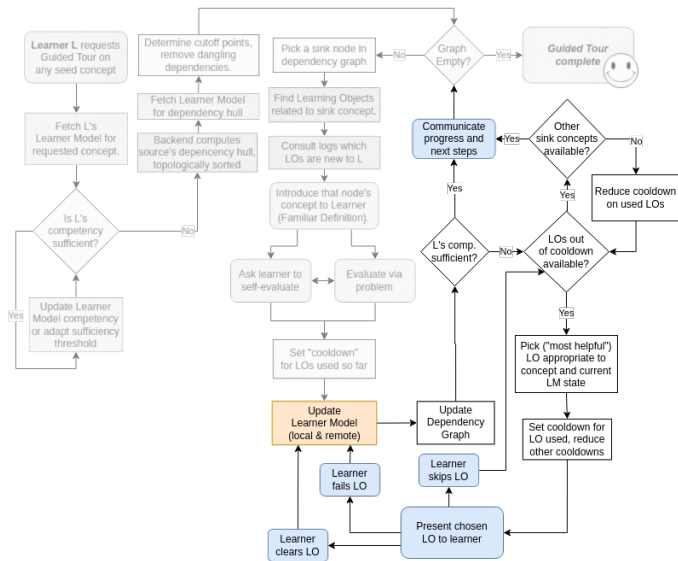 Learner L requests
Guided Tour on
any seed concept
Fetch L's
Learner Model for
requested concept.
Is L's
competency
sufficient?
Yes
No
Update Learner
Model competency
or adapt sufficiency
threshold
Determine cutoff points,
remove dangling
dependencies.
Fetch Learner Model
for dependency hull
Backend computes
source's depencency hull,
topologically sorted
Pick a sink node in
dependency graph
No
Graph
Empty?
Yes
Guided Tour
complete
Find Learning Objects
related to sink concept.
Consult logs which
LOs are new to L
Introduce that node's
concept to Learner
(Familiar Definition).
Ask learner to
self-evaluate
Evaluate via
problem
Set "cooldown"
for LOs used so far
Update
Learner Model
(local & remote)
Update
Dependency
Graph
Communicate
progress and
next steps
Yes
Other
sink concepts
available?
No
Reduce cooldown
on used LOs
Yes
L's comp.
sufficient?
No
Yes
LOs out
of cooldown
available?
Yes
Pick ("most helpful")
LO appropriate to
concept and current
LM state
Set cooldown for
LO used, reduce
other cooldowns
Learner
fails LO
Learner
skips LO
Learner
clears LO
Present chosen
LO to learner